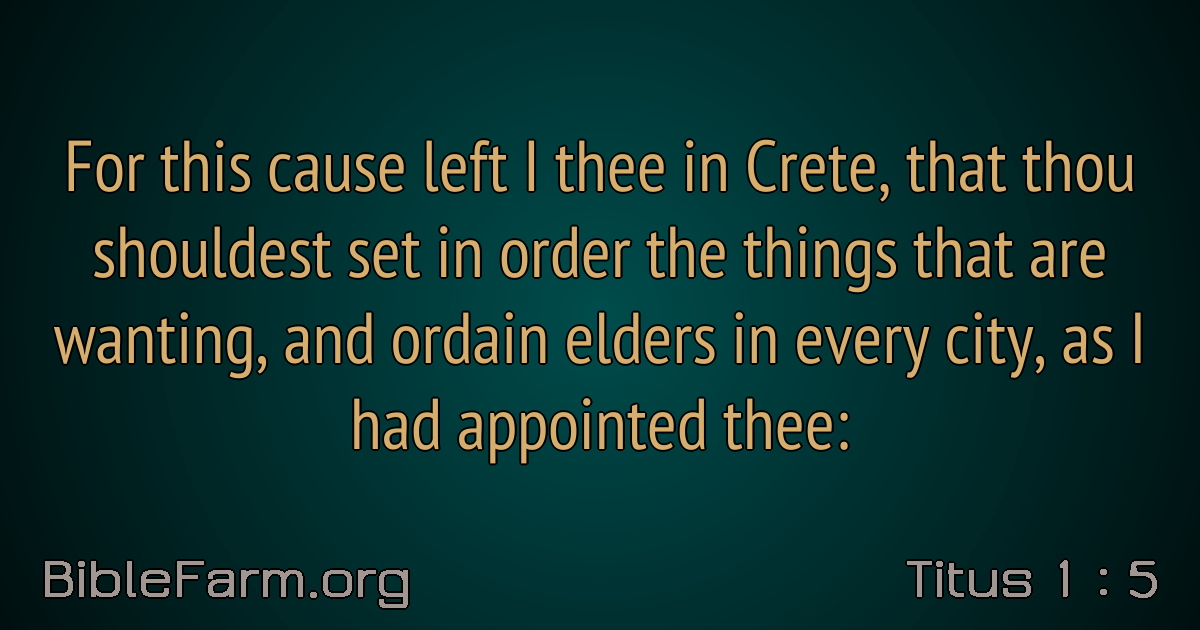 For this cause left I thee in Crete, that thou
shouldest set in order the things that are
wanting, and ordain elders in every city, as I
had appointed thee:
BibleFarm.org
Titus 1 : 5